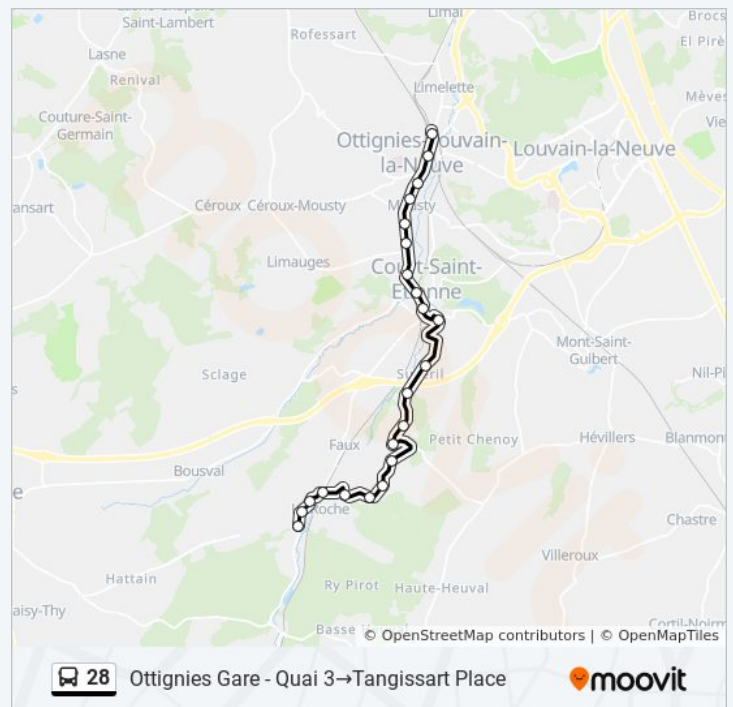 Saint-Lambert
Limal
Brocs
Rofessart
El Pirè
Lasne
Renival
Limelette
Mèves
Couture-Saint-
Germain
Vie
Ottignies-Louvain-
la-Neuve
Louvain-la-Neuve
ansart
Céroux
Céroux-Mousty
Mousty
Limauges
Court-Saint-
Etienne
Mont-Saint-
Guibert
Nil-Pi
s
Sclage
Faux
Petit Chenoy
Hévillers
Blanmon
Bousval
e
Chastre
Villeroux
Hattain
Ry Pirot
Haute-Heuval
aisy-Thy
Basse
Cortil-Noirm
© OpenStreetMap contributors | © OpenMapTiles
28
Ottignies Gare - Quai 3→Tangissart Place
moovit